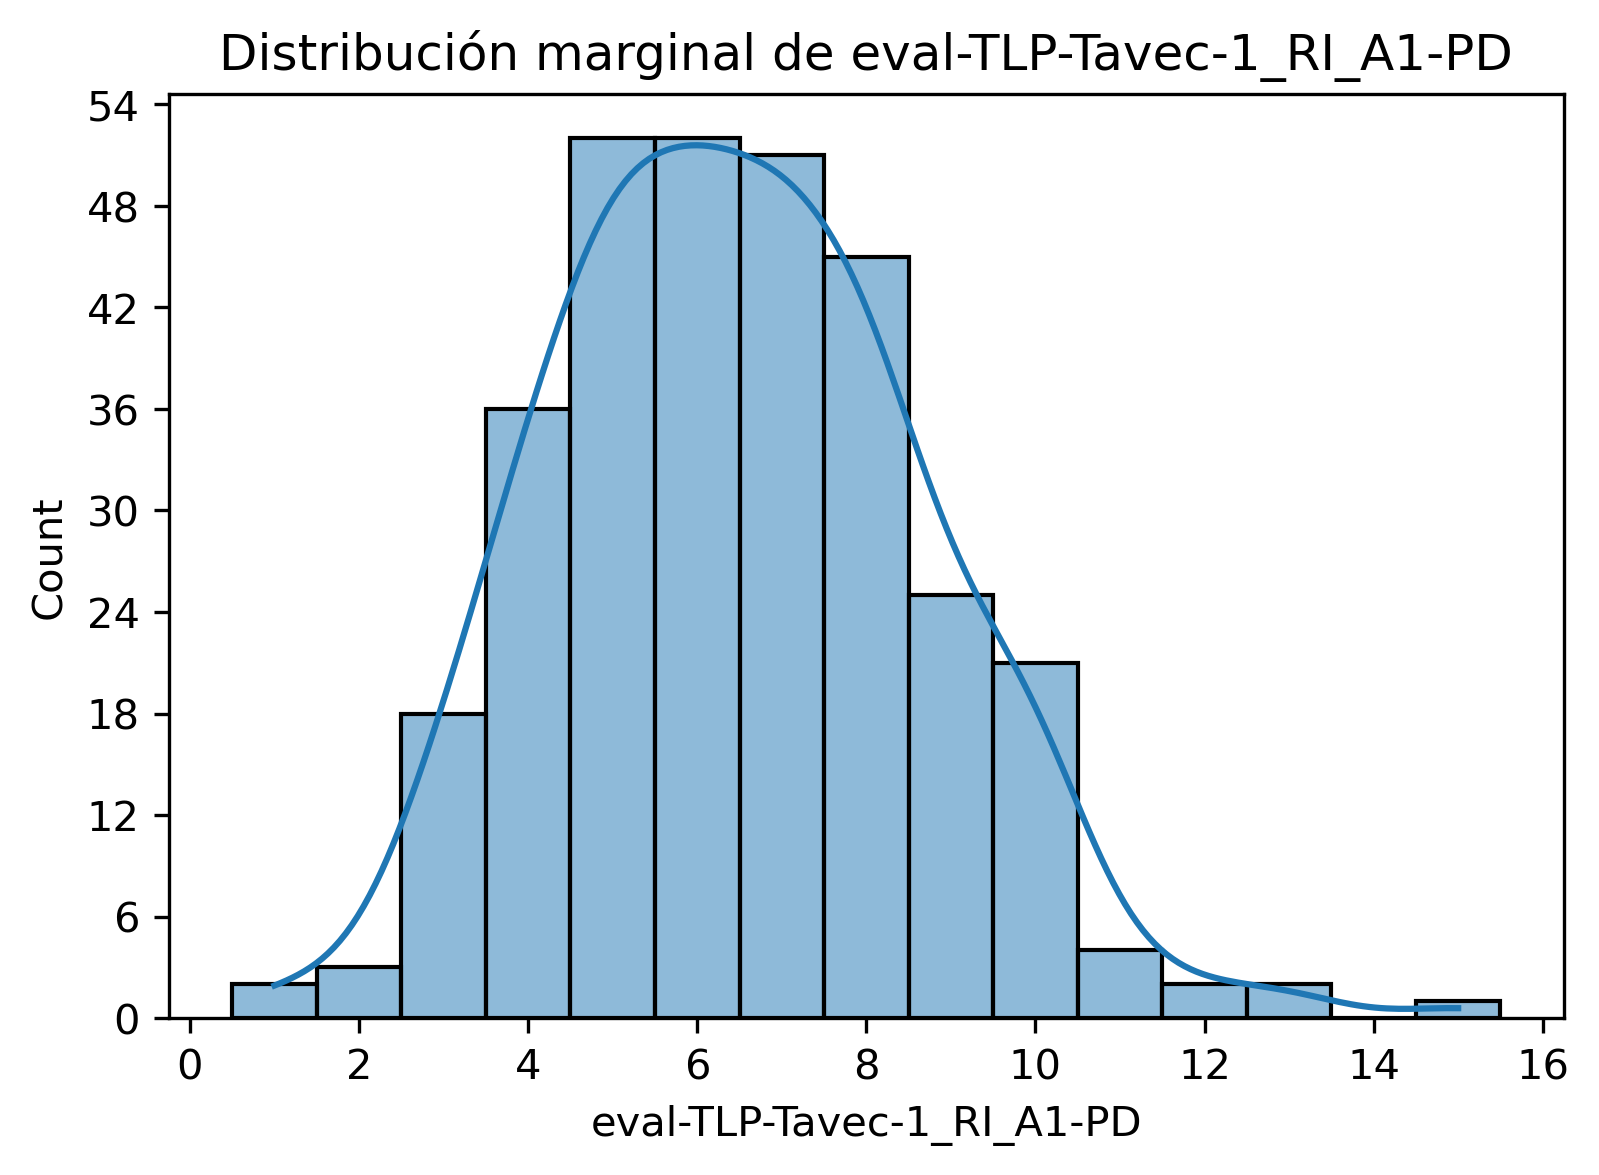 Distribución marginal de eval-TLP-Tavec-1_RI_A1-PD
54
48
42
36
30
24
18
12
6
0
Count
0 2 4 6 8 10 12 14 16
eval-TLP-Tavec-1_RI_A1-PD